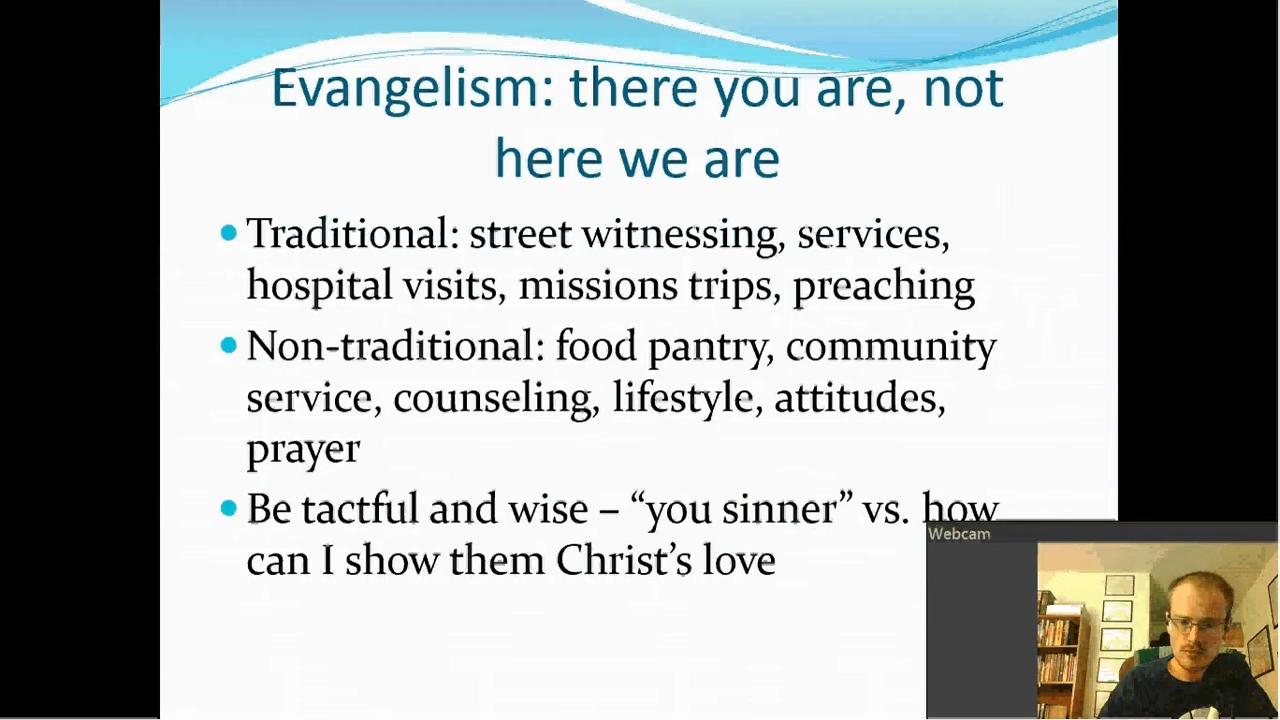 Evangelism: there you are, not
here we are
Traditional: street witnessing, services,
hospital visits, missions trips, preaching
Non-traditional: food pantry, community
service, counseling, lifestyle, attitudes,
prayer
Be tactful and wise – “you sinner” vs. how
can I show them Christ’s love
Webcam